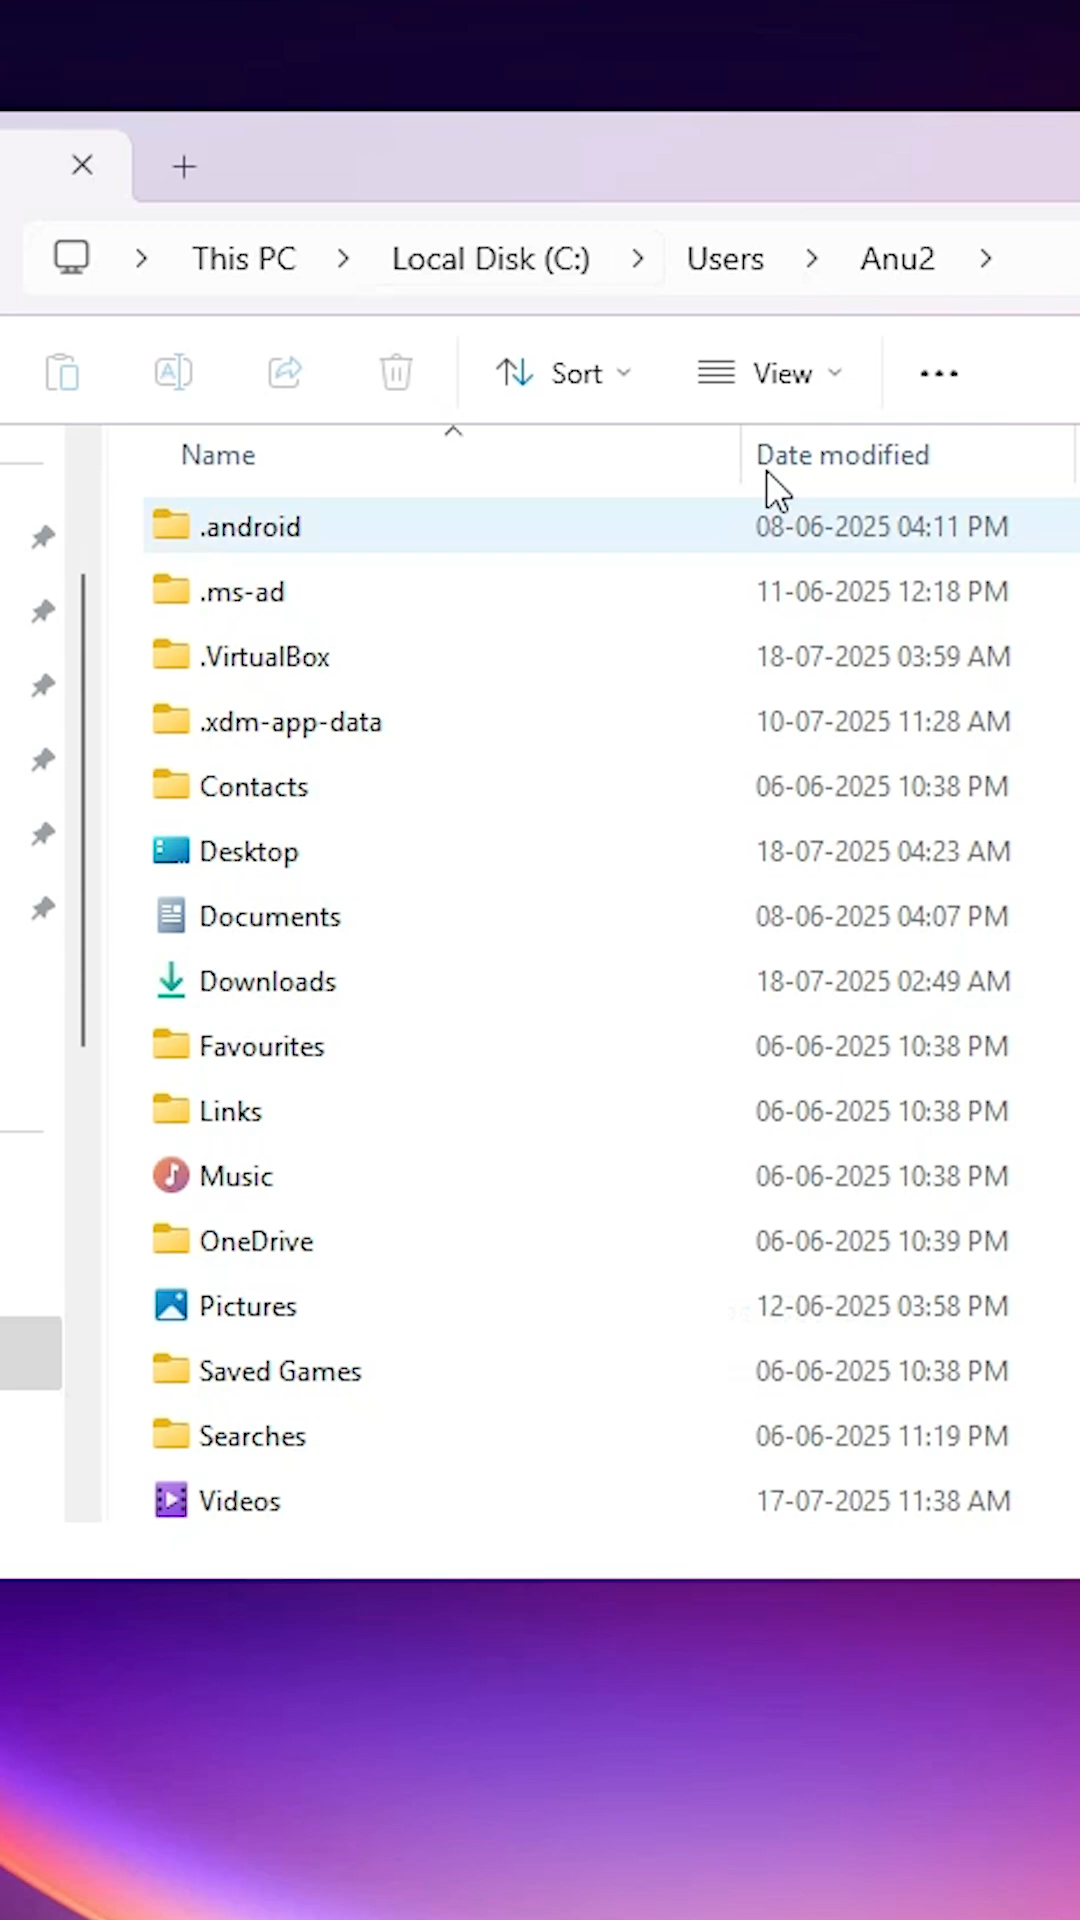 This PC > Local Disk (C:) > Users > Anu2 >
Sort View
Name Date modified
.android 08-06-2025 04:11 PM
.ms-ad 11-06-2025 12:18 PM
.VirtualBox 18-07-2025 03:59 AM
.xdm-app-data 10-07-2025 11:28 AM
Contacts 06-06-2025 10:38 PM
Desktop 18-07-2025 04:23 AM
Documents 08-06-2025 04:07 PM
Downloads 18-07-2025 02:49 AM
Favourites 06-06-2025 10:38 PM
Links 06-06-2025 10:38 PM
Music 06-06-2025 10:38 PM
OneDrive 06-06-2025 10:39 PM
Pictures 12-06-2025 03:58 PM
Saved Games 06-06-2025 10:38 PM
Searches 06-06-2025 11:19 PM
Videos 17-07-2025 11:38 AM